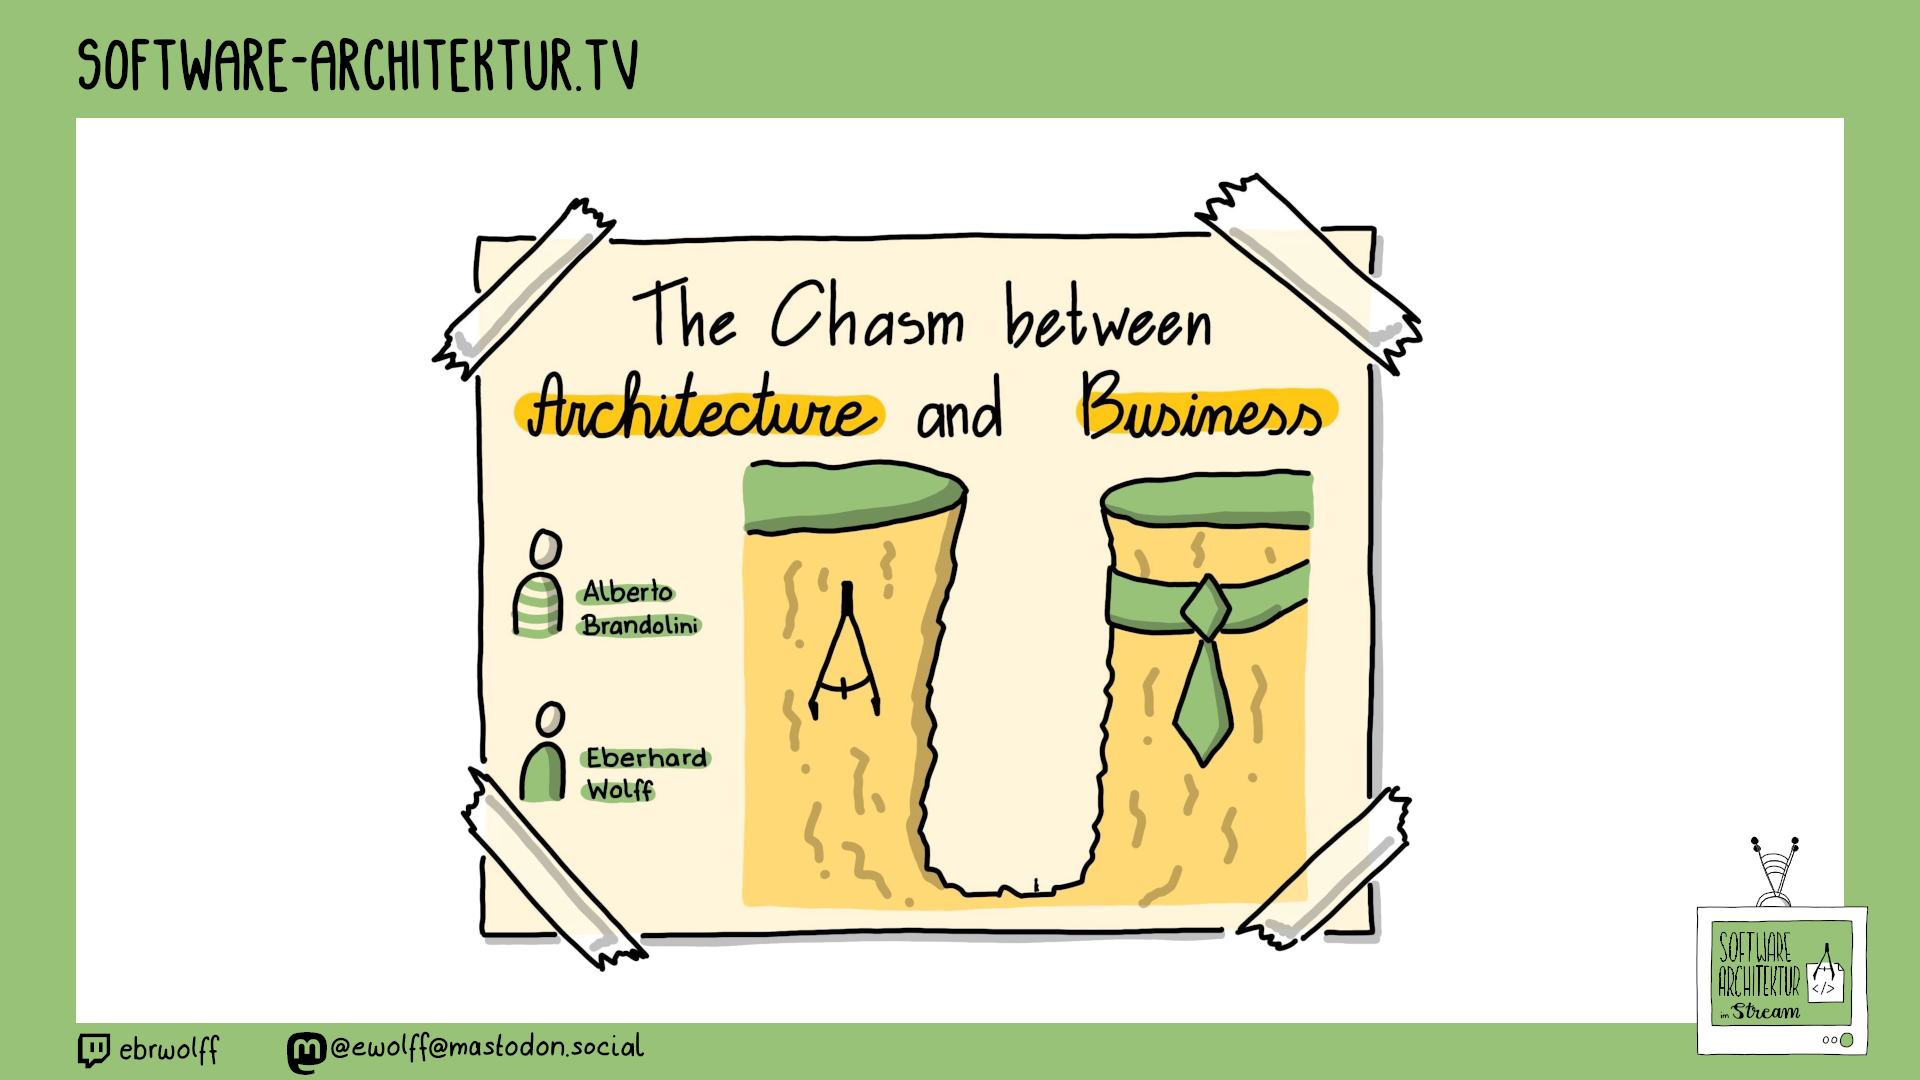 SOFTWARE-ARCHITEKTUR.TV
The Chasm between
Architecture and Business
Alberto
Brandolini
Eberhard
Wolff
SOFTWARE
ARCHITEKTUR
</>
im Stream
ebrwolff
@ewolff@mastodon.social